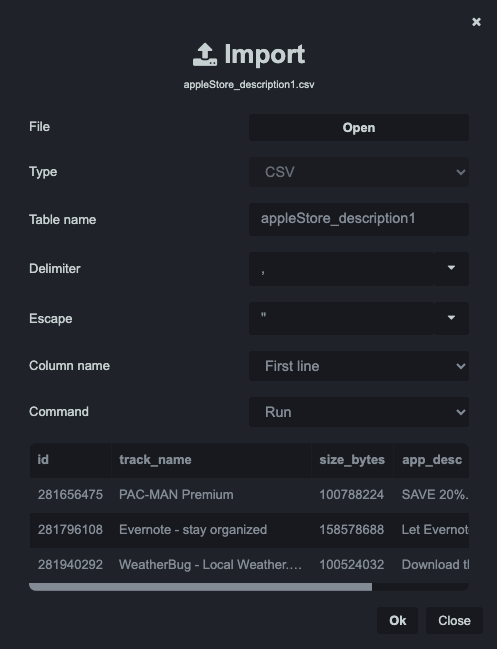 Import
appleStore_description1.csv
File Open
Type CSV
Table name appleStore_description1
Delimiter ,
Escape "
Column name First line
Command Run
id track_name size_bytes app_desc
281656475 PAC-MAN Premium 100788224 SAVE 20%.
281796108 Evernote - stay organized 158578688 Let Evernot
281940292 WeatherBug - Local Weather.... 100524032 Download th
Ok Close